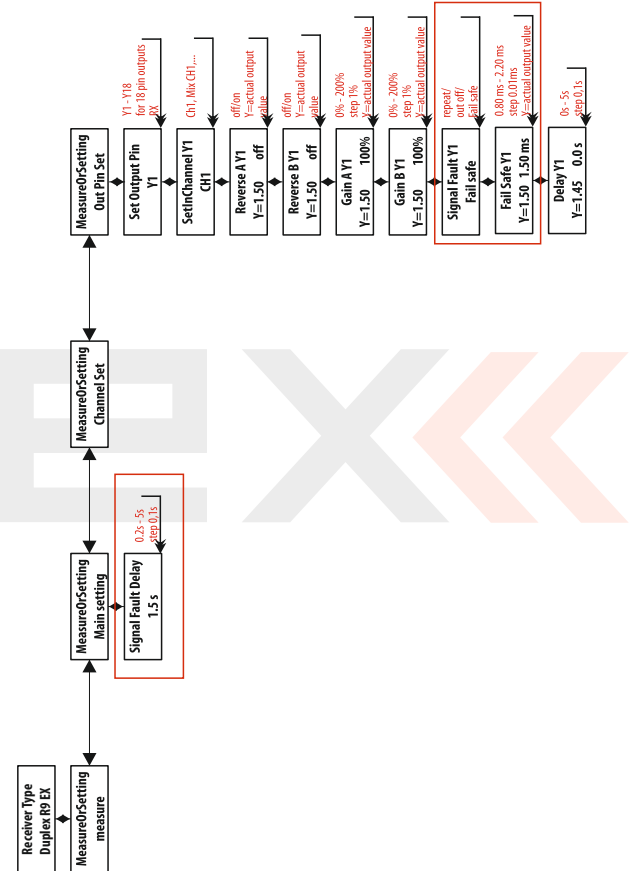 Receiver Type
Duplex R9 EX
MeasureOrSetting
measure
MeasureOrSetting
Main setting
Signal Fault Delay
1.5 s
0.2s - 5s
step 0,1s
MeasureOrSetting
Channel Set
MeasureOrSetting
Out Pin Set
Set Output Pin
Y1
Y1 - Y18
for 18 pin outputs
RX
SetInChannel Y1
CH1
Ch1, Mix CH1,...
Reverse A Y1
Y=1.50 off
off/on
Y=actual output
value
Reverse B Y1
Y=1.50 off
off/on
Y=actual output
value
Gain A Y1
Y=1.50 100%
0% - 200%
step 1%
Y=actual output value
Gain B Y1
Y=1.50 100%
0% - 200%
step 1%
Y=actual output value
Signal Fault Y1
Fail safe
repeat/
out off/
Fail safe
Fail Safe Y1
Y=1.50 1.50 ms
0.80 ms - 2.20 ms
step 0.01ms
Y=actual output value
Delay Y1
Y=1.45 0.0 s
0s - 5s
step 0,1s
ex